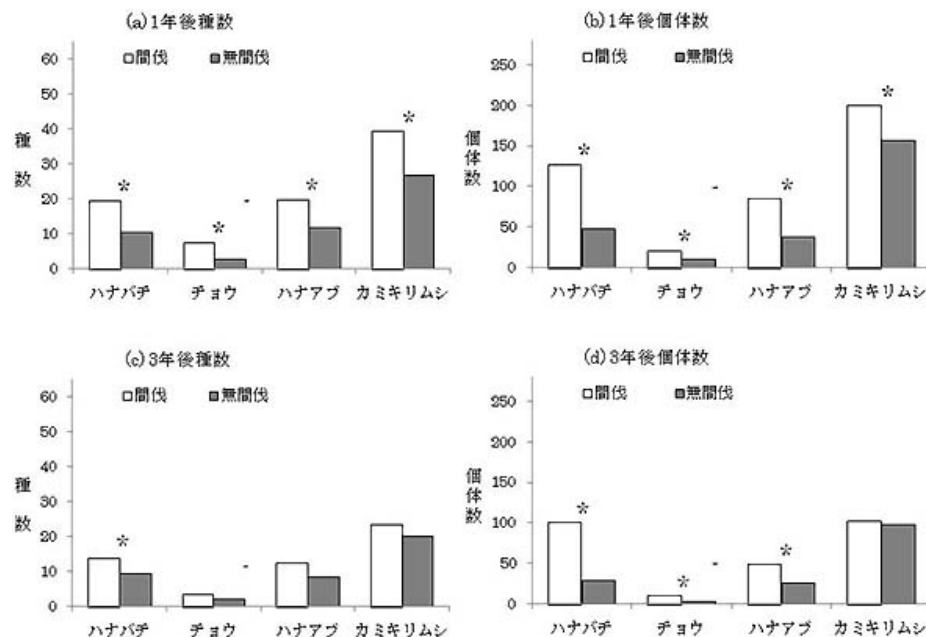 (a)1年後種数
60
50
40
30
20
10
0
種数
□間伐 ■無間伐
*
*
*
*
ハナバチ チョウ ハナアブ カミキリムシ
(b)1年後個体数
250
200
150
100
50
0
個体数
□間伐 ■無間伐
*
*
*
*
ハナバチ チョウ ハナアブ カミキリムシ
(c)3年後種数
60
50
40
30
20
10
0
種数
□間伐 ■無間伐
*
ハナバチ チョウ ハナアブ カミキリムシ
(d)3年後個体数
250
200
150
100
50
0
個体数
□間伐 ■無間伐
*
*
*
ハナバチ チョウ ハナアブ カミキリムシ